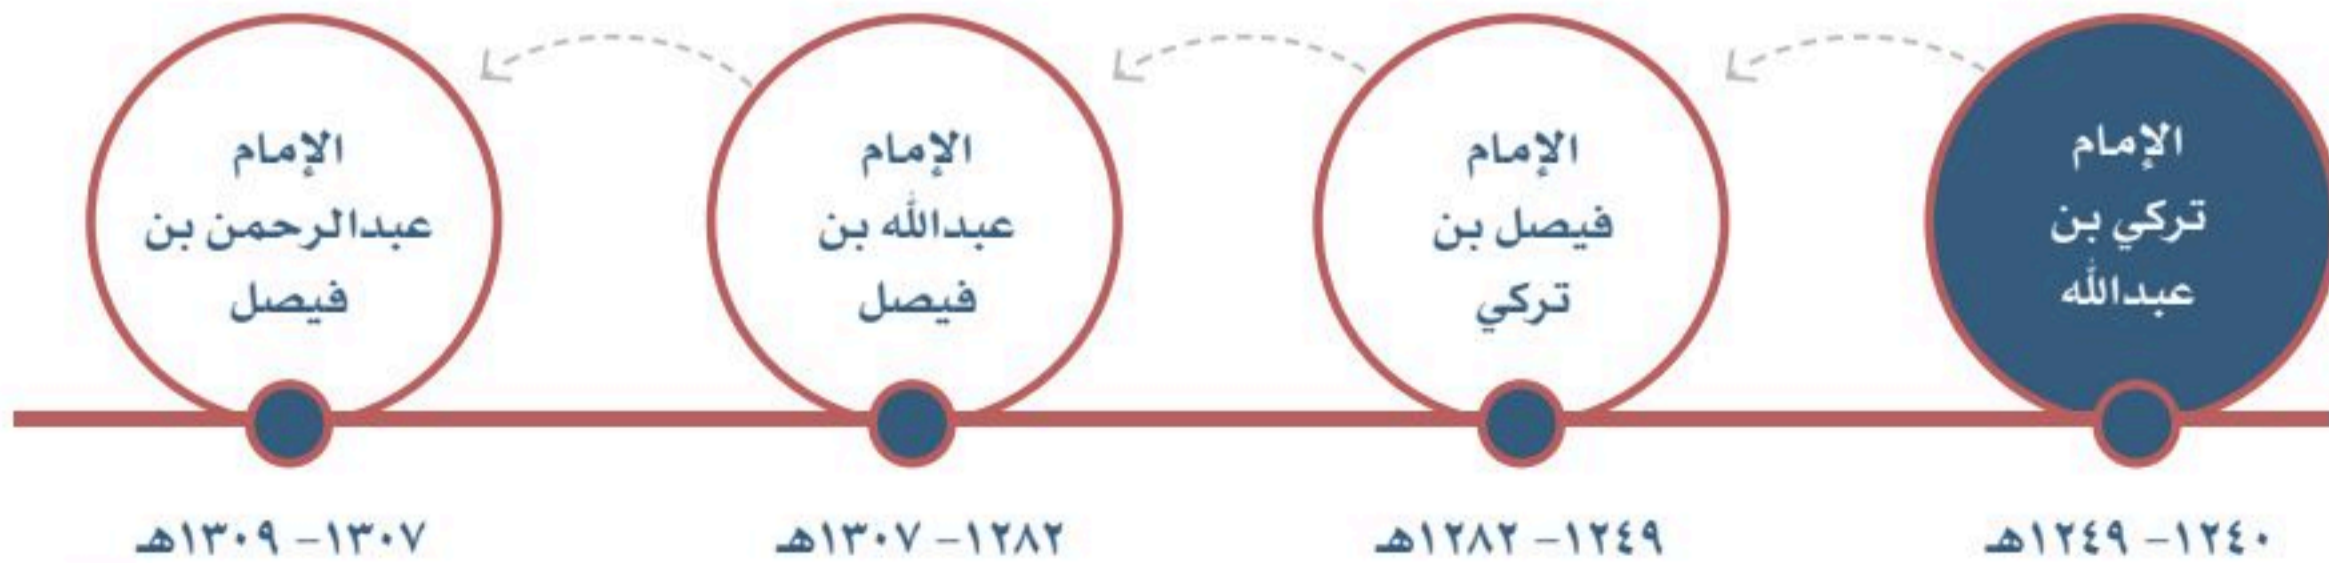 الإمام
تركي بن
عبدالله
١٢٤٠– ١٢٤٩هـ
الإمام
فيصل بن
تركي
١٢٤٩– ١٢٨٢هـ
الإمام
عبدالله بن
فيصل
١٢٨٢– ١٣٠٧هـ
الإمام
عبدالرحمن بن
فيصل
١٣٠٧– ١٣٠٩هـ